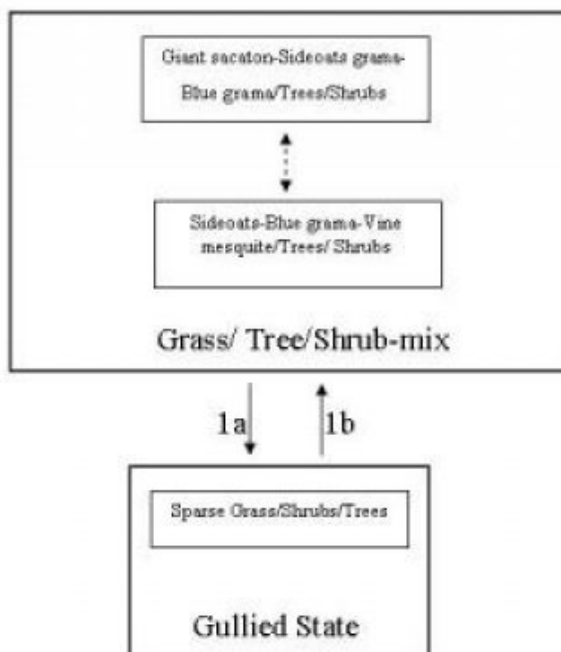 Giant sacaton-Sideoats grama-
Blue grama/Trees/Shrubs
Sideoats-Blue grama-Vine
mesquite/Trees/ Shrubs
Grass/ Tree/Shrub-mix
1a
1b
Sparse Grass/Shrubs/Trees
Gullied State